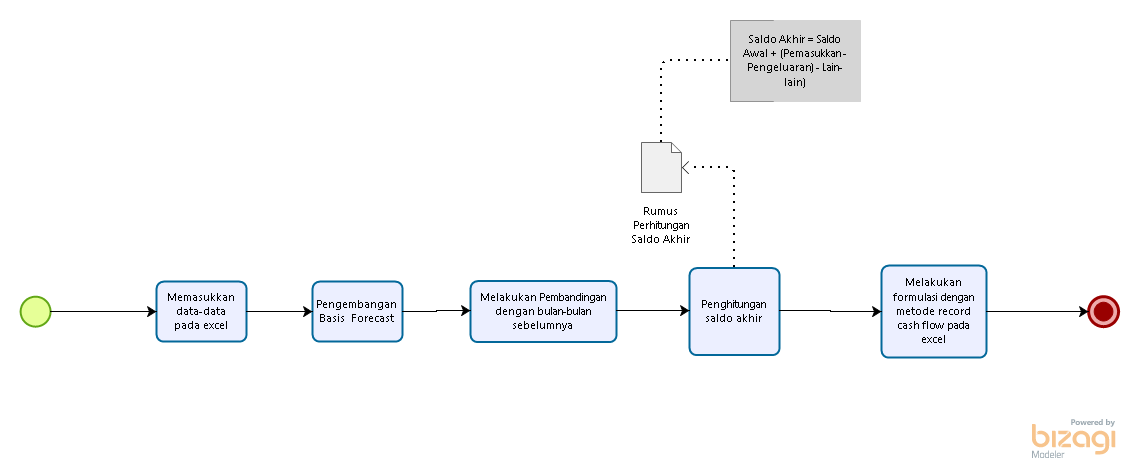 Saldo Akhir = Saldo
Awal + (Pemasukkan-
Pengeluaran) - Lain-
lain)
Rumus
Perhitungan
Saldo Akhir
Memasukkan
data-data
pada excel
Pengembangan
Basis Forecast
Melakukan Pembandingan
dengan bulan-bulan
sebelumnya
Penghitungan
saldo akhir
Melakukan
formulasi dengan
metode record
cash flow pada
excel
Powered by
bizagi
Modeler